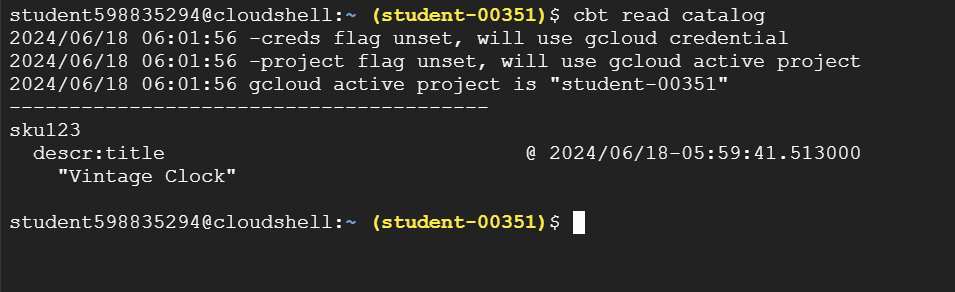 student598835294@cloudshell:~ (student-00351)$ cbt read catalog
2024/06/18 06:01:56 -creds flag unset, will use gcloud credential
2024/06/18 06:01:56 -project flag unset, will use gcloud active project
2024/06/18 06:01:56 gcloud active project is "student-00351"
----------------------------------------
sku123
  descr:title                              @ 2024/06/18-05:59:41.513000
    "Vintage Clock"
student598835294@cloudshell:~ (student-00351)$